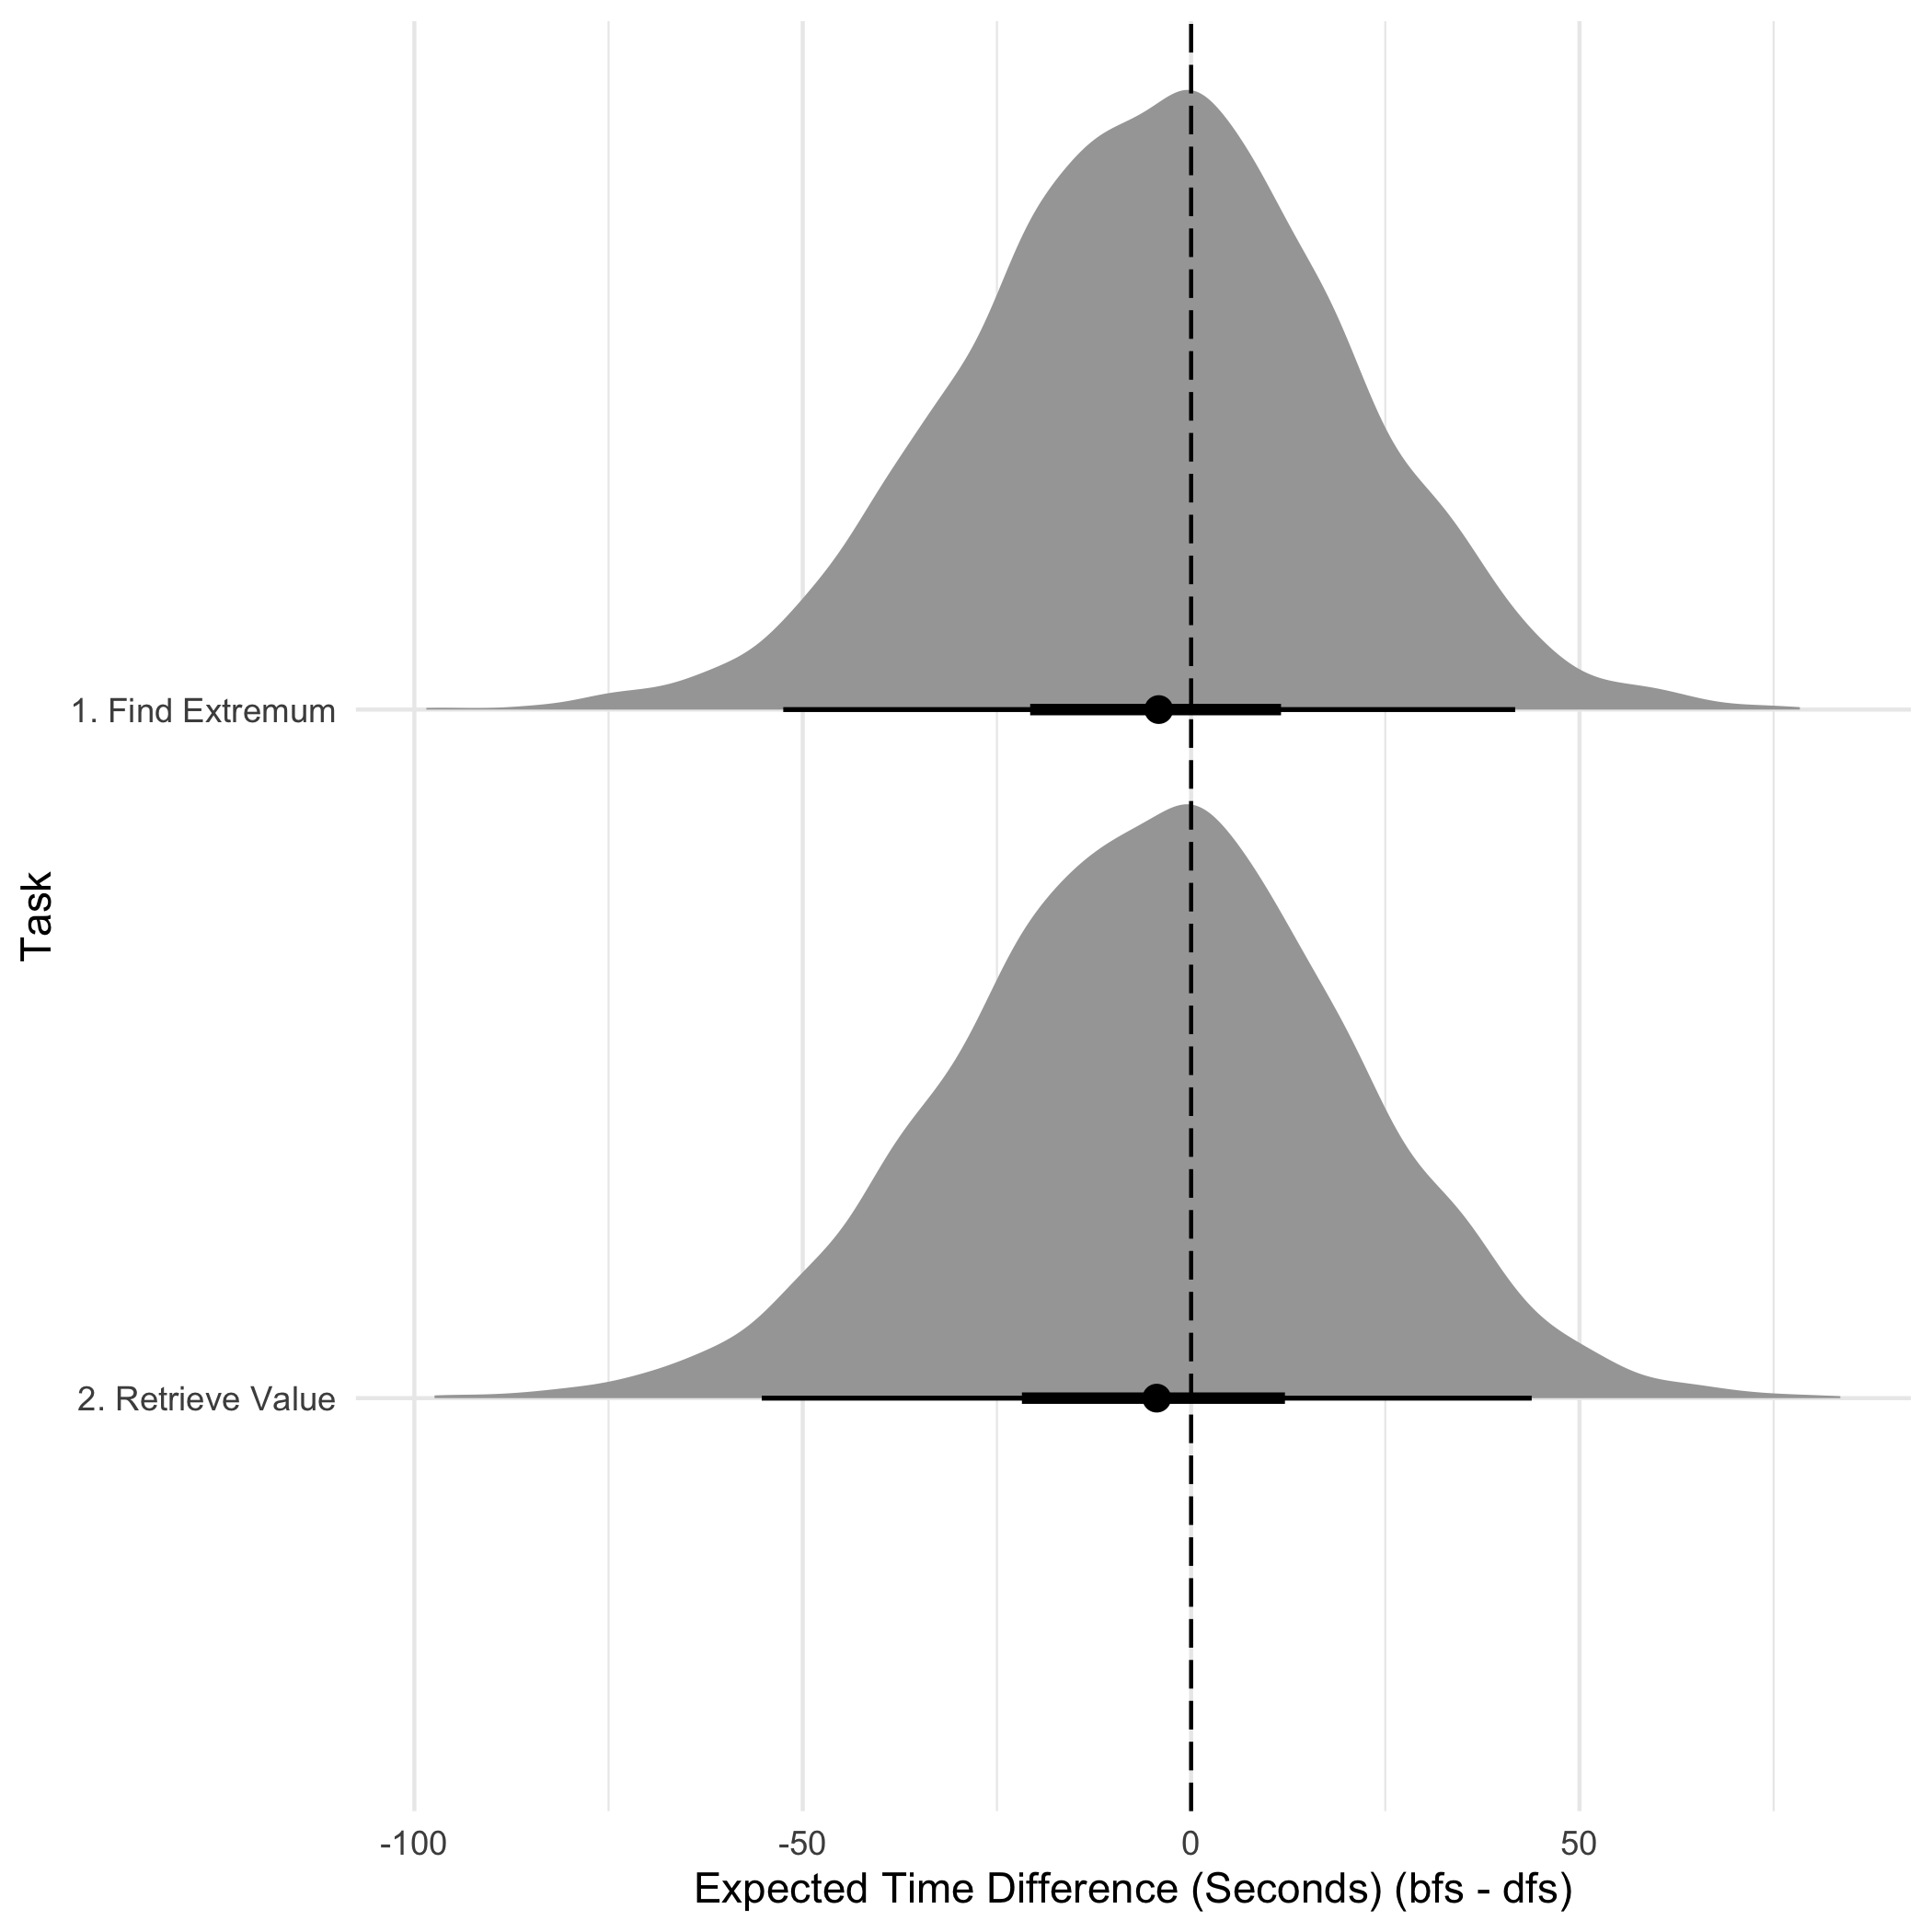 1. Find Extremum
Task
2. Retrieve Value
-100 -50 0 50
Expected Time Difference (Seconds) (bfs - dfs)